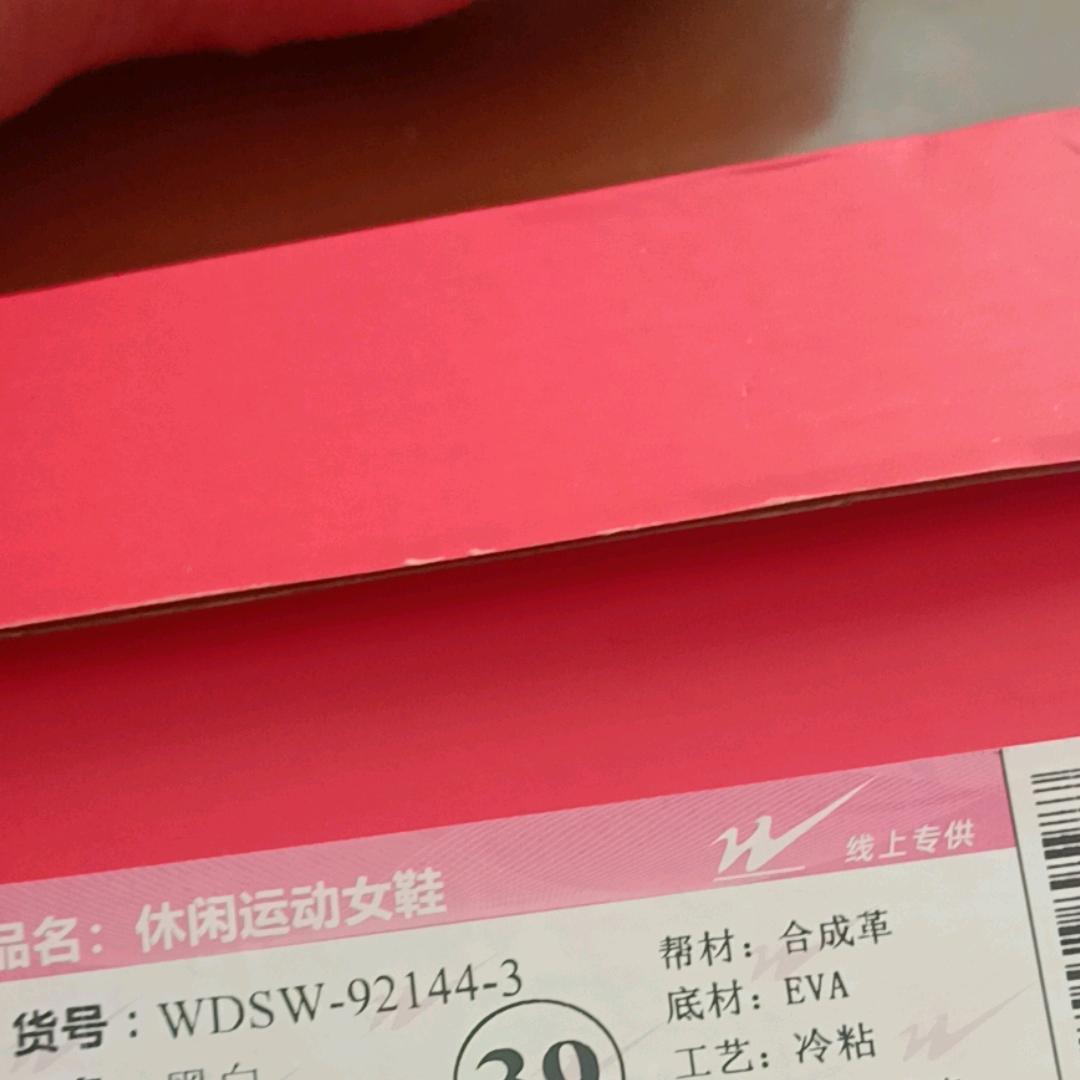 品名：休闲运动女鞋
线上专供
货号：WDSW-92144-3
39
帮材：合成革
底材：EVA
工艺：冷粘